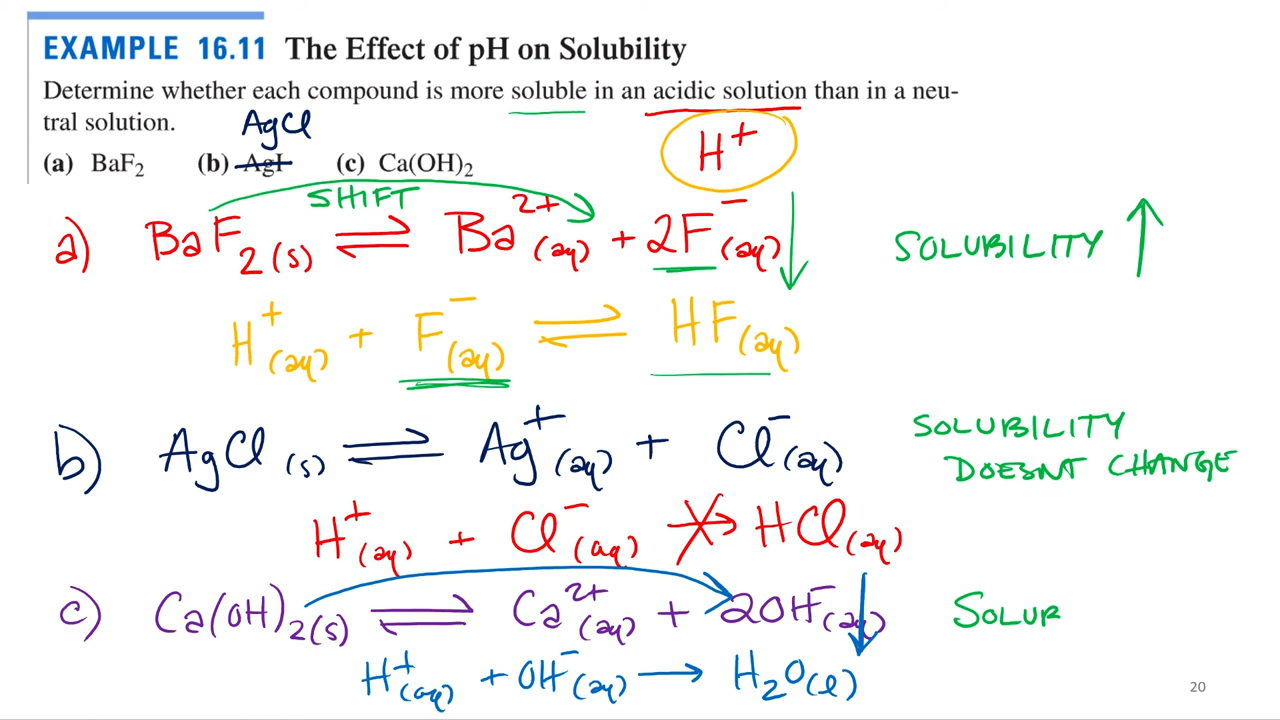 EXAMPLE 16.11 The Effect of pH on Solubility
Determine whether each compound is more soluble in an acidic solution than in a neu-
tral solution.
AgCl
(a) BaF₂ (b) AgI (c) Ca(OH)₂
H⁺
SHIFT
a) BaF₂(s) ⇌ Ba²⁺(aq) + 2F⁻(aq) SOLUBILITY ↑
H⁺(aq) + F⁻(aq) ⇌ HF(aq)
b) AgCl(s) ⇌ Ag⁺(aq) + Cl⁻(aq) SOLUBILITY
DOESNT CHANGE
H⁺(aq) + Cl⁻(aq) ↛ HCl(aq)
c) Ca(OH)₂(s) ⇌ Ca²⁺(aq) + 2OH⁻(aq) SOLUB
H⁺(aq) + OH⁻(aq) → H₂O(l)
20